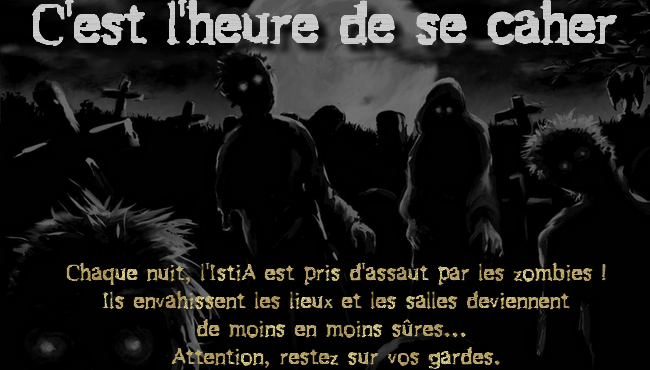 C'est l'heure de se caher
Chaque nuit, l'IstiA est pris d'assaut par les zombies !
Ils envahissent les lieux et les salles deviennent
de moins en moins sûres...
Attention, restez sur vos gardes.